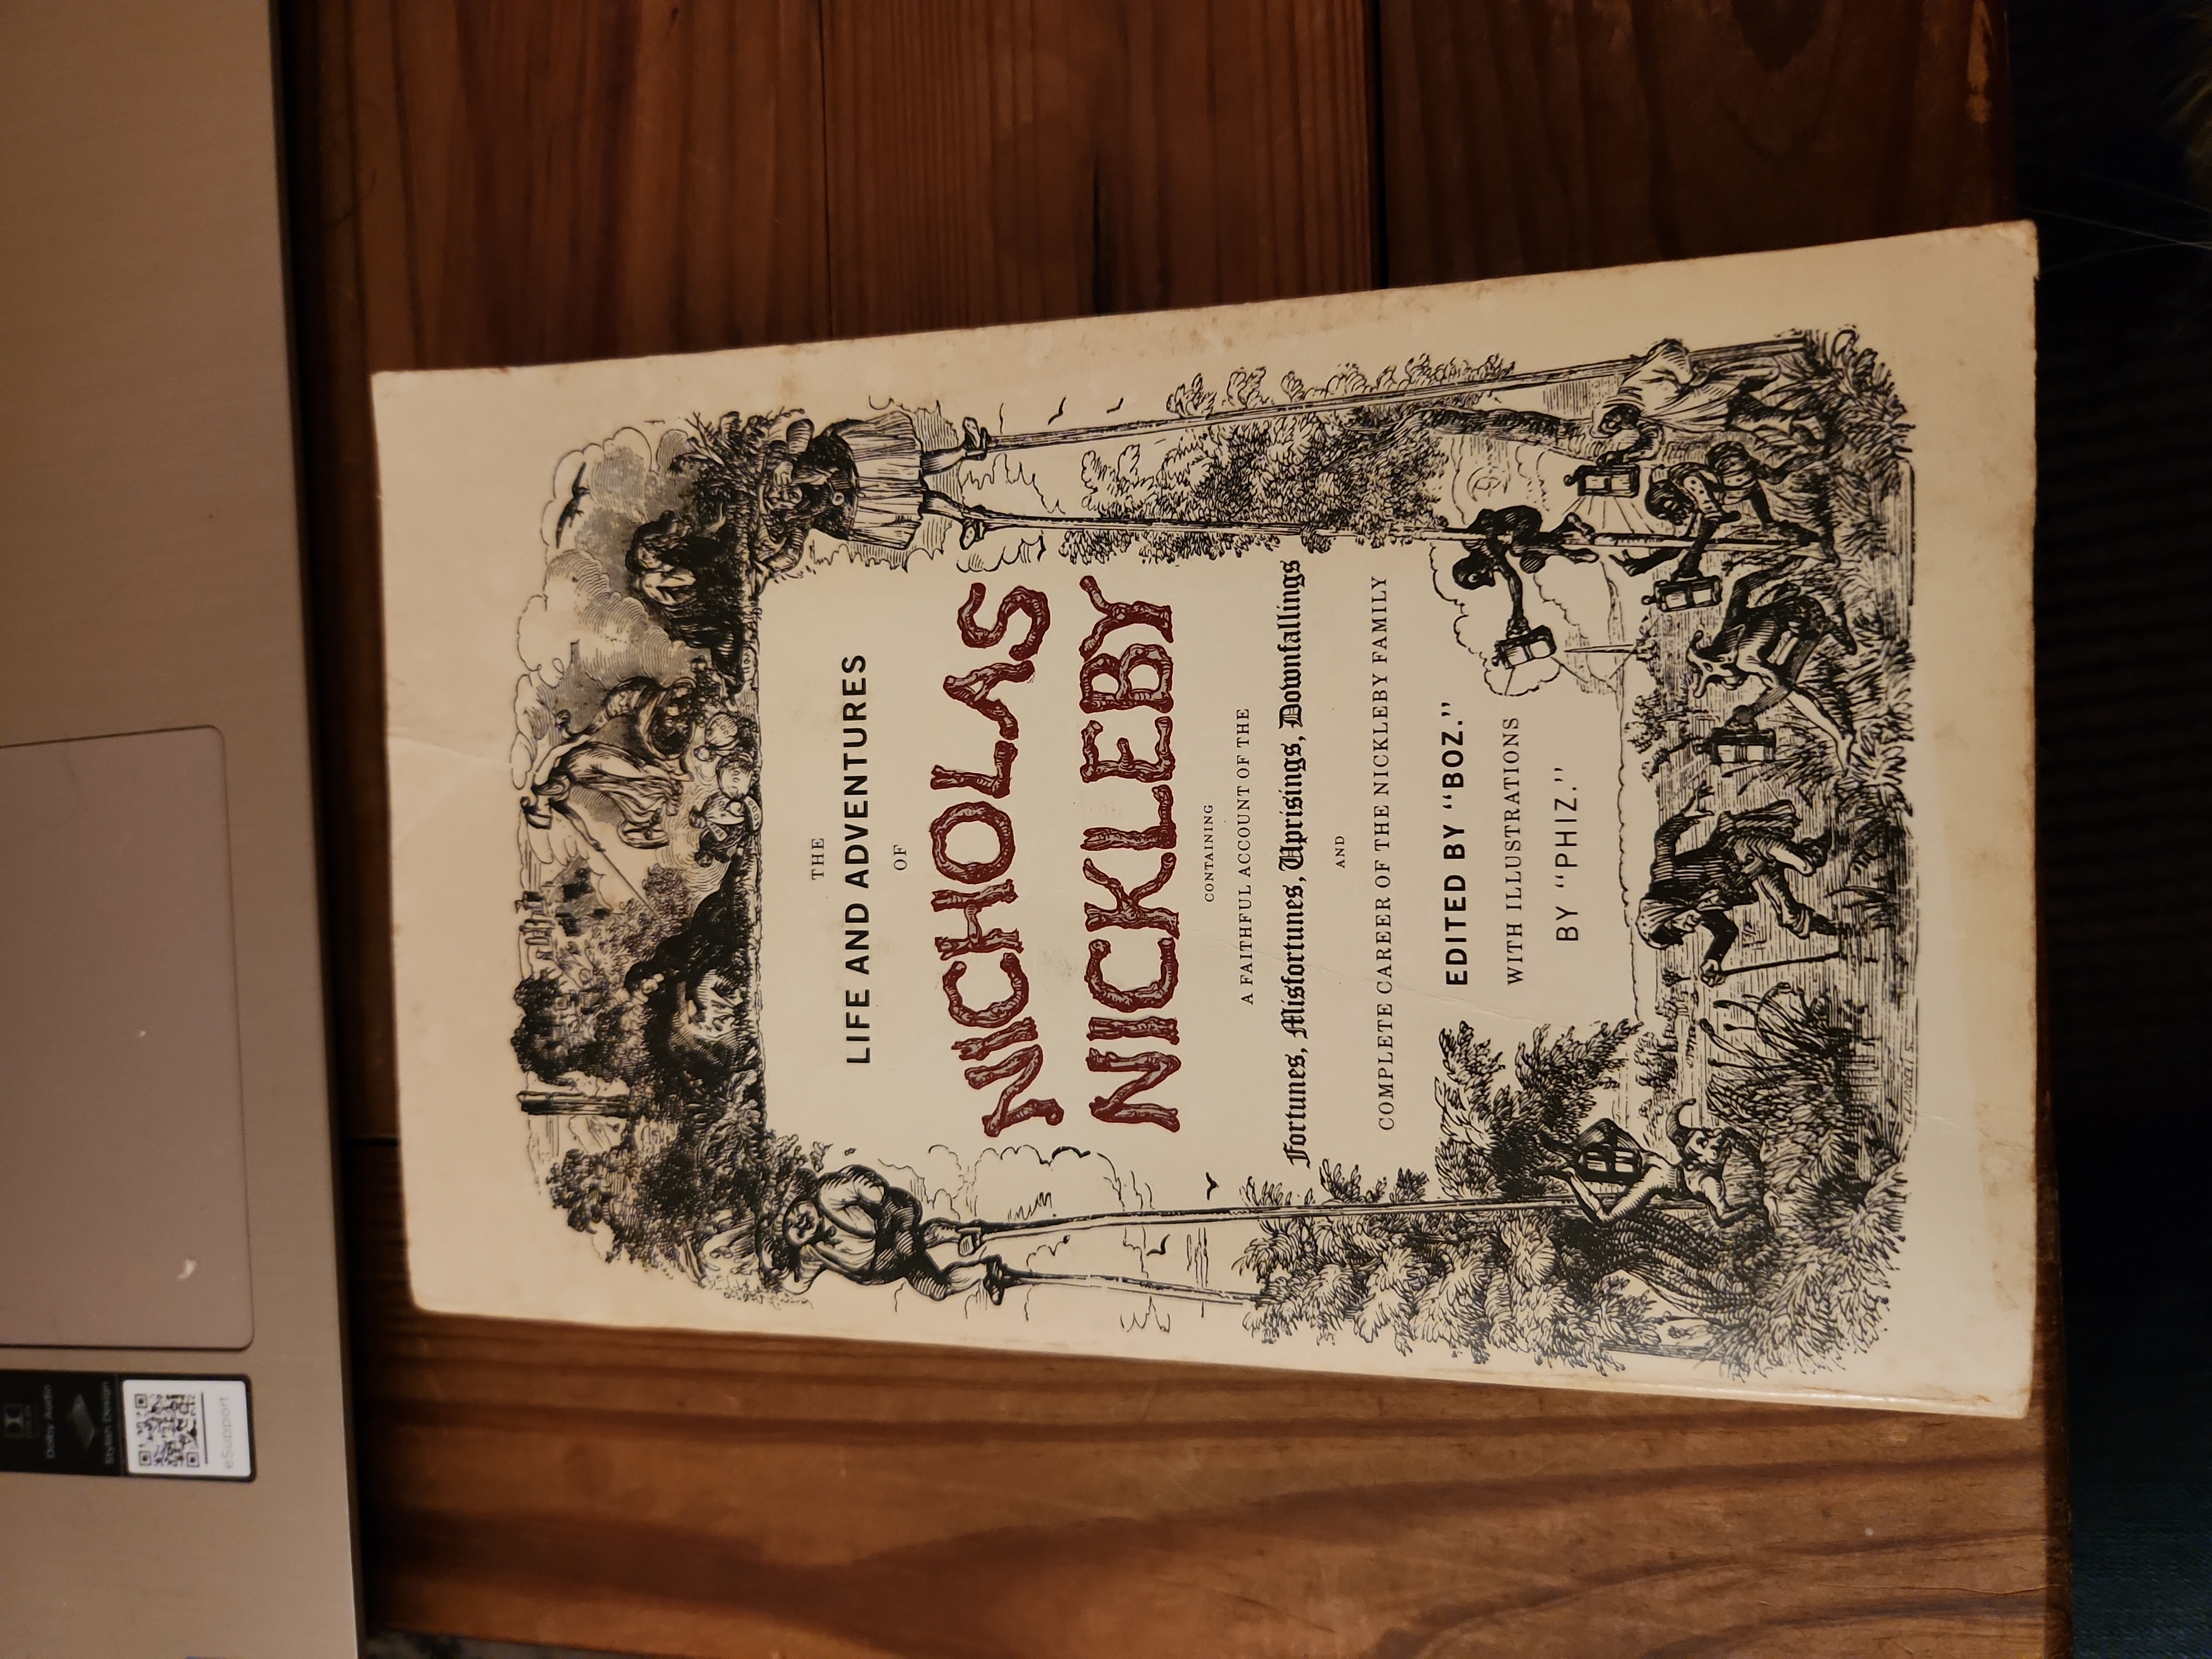 THE
LIFE AND ADVENTURES
OF
NICHOLAS
NICKLEBY
CONTAINING
A FAITHFUL ACCOUNT OF THE
Fortunes, Misfortunes, Uprisings, Downfallings
AND
COMPLETE CAREER OF THE NICKLEBY FAMILY
EDITED BY “BOZ.”
WITH ILLUSTRATIONS
BY “PHIZ.”
Dolby Audio
Stylish Design
eSupport